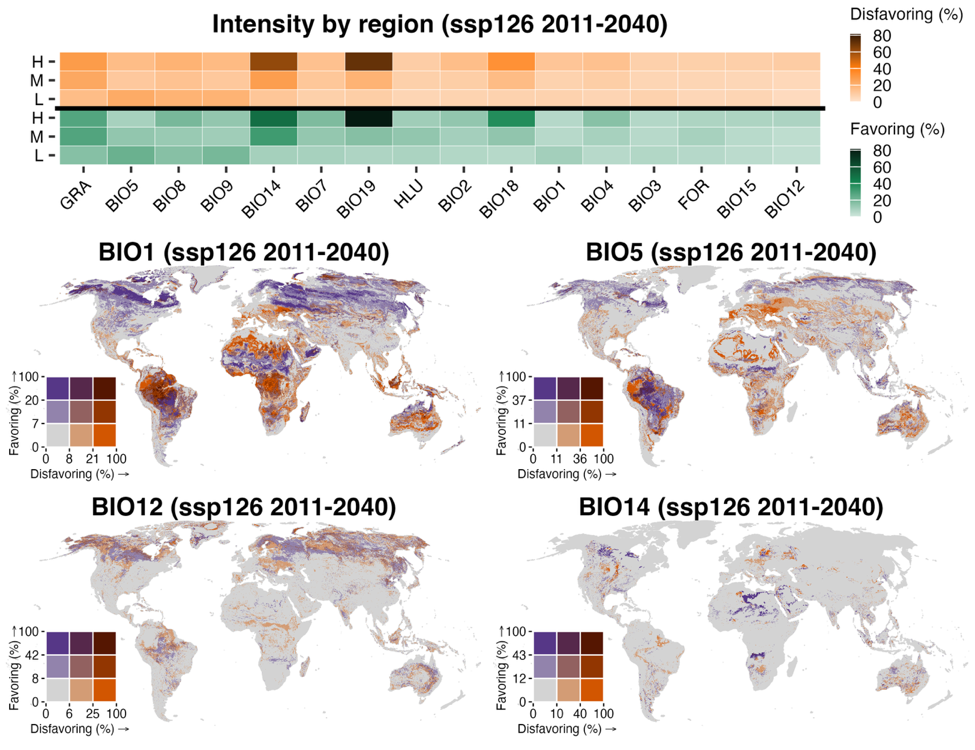 Intensity by region (ssp126 2011-2040)
Disfavoring (%)
80
60
40
20
0
Favoring (%)
80
60
40
20
0
H
M
L
H
M
L
GRA BIO5 BIO8 BIO9 BIO14 BIO7 BIO19 HLU BIO2 BIO18 BIO1 BIO4 BIO3 FOR BIO15 BIO12
BIO1 (ssp126 2011-2040)
Favoring (%)
↑100
20
7
0
0 8 21 100
Disfavoring (%) →
BIO5 (ssp126 2011-2040)
Favoring (%)
↑100
37
11
0
0 11 36 100
Disfavoring (%) →
BIO12 (ssp126 2011-2040)
Favoring (%)
↑100
42
8
0
0 6 25 100
Disfavoring (%) →
BIO14 (ssp126 2011-2040)
Favoring (%)
↑100
43
12
0
0 10 40 100
Disfavoring (%) →